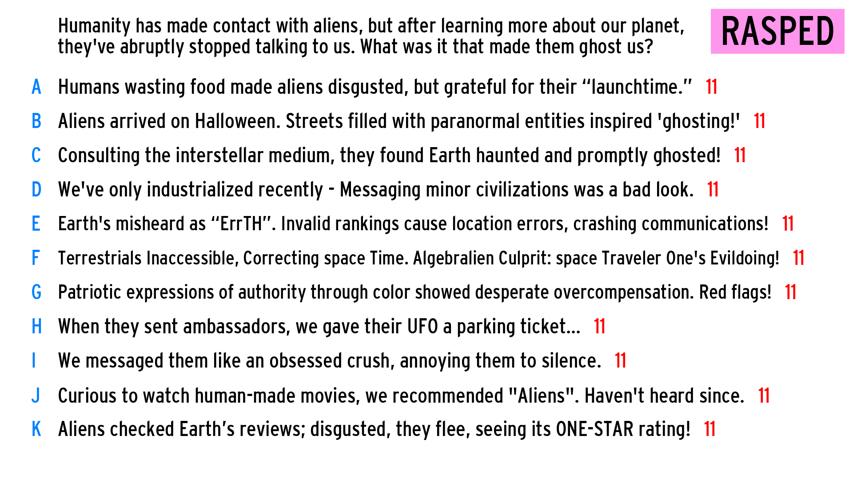 Humanity has made contact with aliens, but after learning more about our planet,
they've abruptly stopped talking to us. What was it that made them ghost us?
RASPED
A Humans wasting food made aliens disgusted, but grateful for their “launchtime.” 11
B Aliens arrived on Halloween. Streets filled with paranormal entities inspired 'ghosting!' 11
C Consulting the interstellar medium, they found Earth haunted and promptly ghosted! 11
D We've only industrialized recently - Messaging minor civilizations was a bad look. 11
E Earth's misheard as “ErrTH”. Invalid rankings cause location errors, crashing communications! 11
F Terrestrials Inaccessible, Correcting space Time. Algebralien Culprit: space Traveler One's Evildoing! 11
G Patriotic expressions of authority through color showed desperate overcompensation. Red flags! 11
H When they sent ambassadors, we gave their UFO a parking ticket... 11
I We messaged them like an obsessed crush, annoying them to silence. 11
J Curious to watch human-made movies, we recommended "Aliens". Haven't heard since. 11
K Aliens checked Earth’s reviews; disgusted, they flee, seeing its ONE-STAR rating! 11